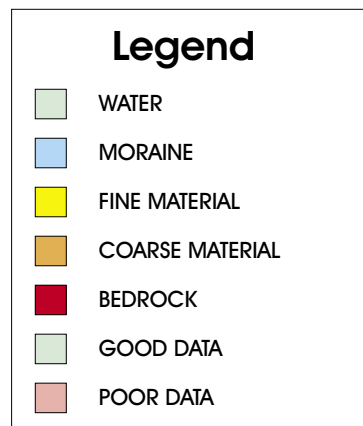 Legend
WATER
MORAINE
FINE MATERIAL
COARSE MATERIAL
BEDROCK
GOOD DATA
POOR DATA